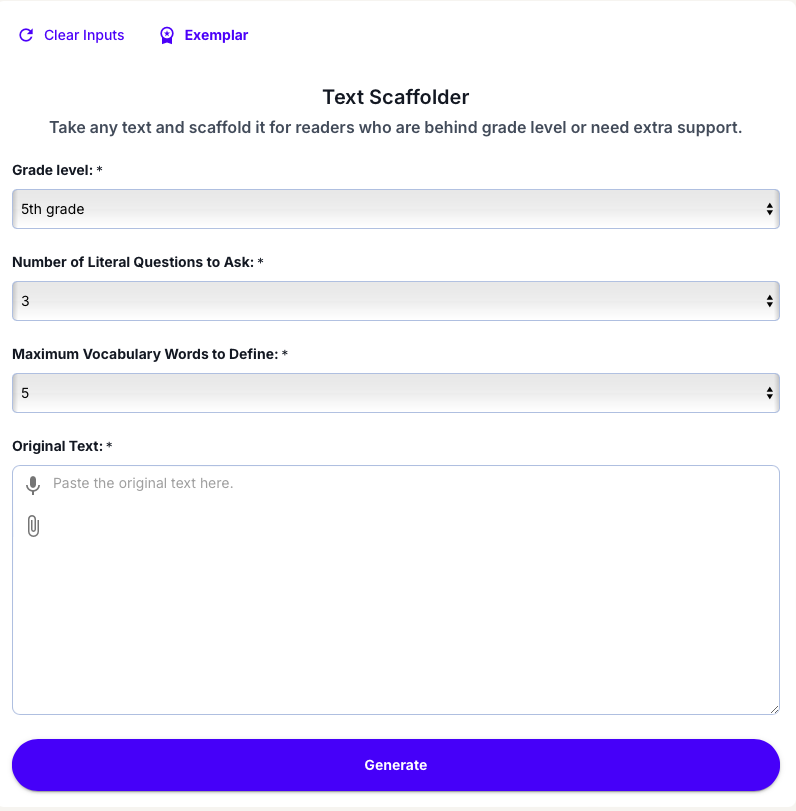 Clear Inputs Exemplar
Text Scaffolder
Take any text and scaffold it for readers who are behind grade level or need extra support.
Grade level: *
5th grade
Number of Literal Questions to Ask: *
3
Maximum Vocabulary Words to Define: *
5
Original Text: *
Paste the original text here.
Generate